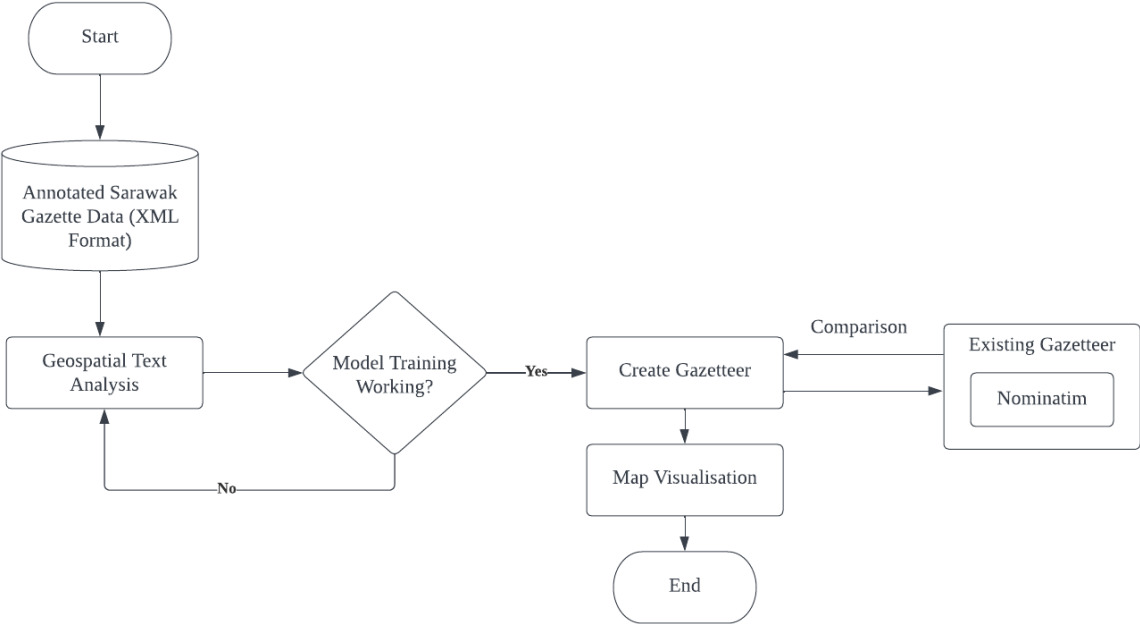 Start
Annotated Sarawak
Gazette Data (XML
Format)
Geospatial Text
Analysis
Model Training
Working?
Yes
No
Create Gazetteer
Comparison
Existing Gazetteer
Nominatim
Map Visualisation
End